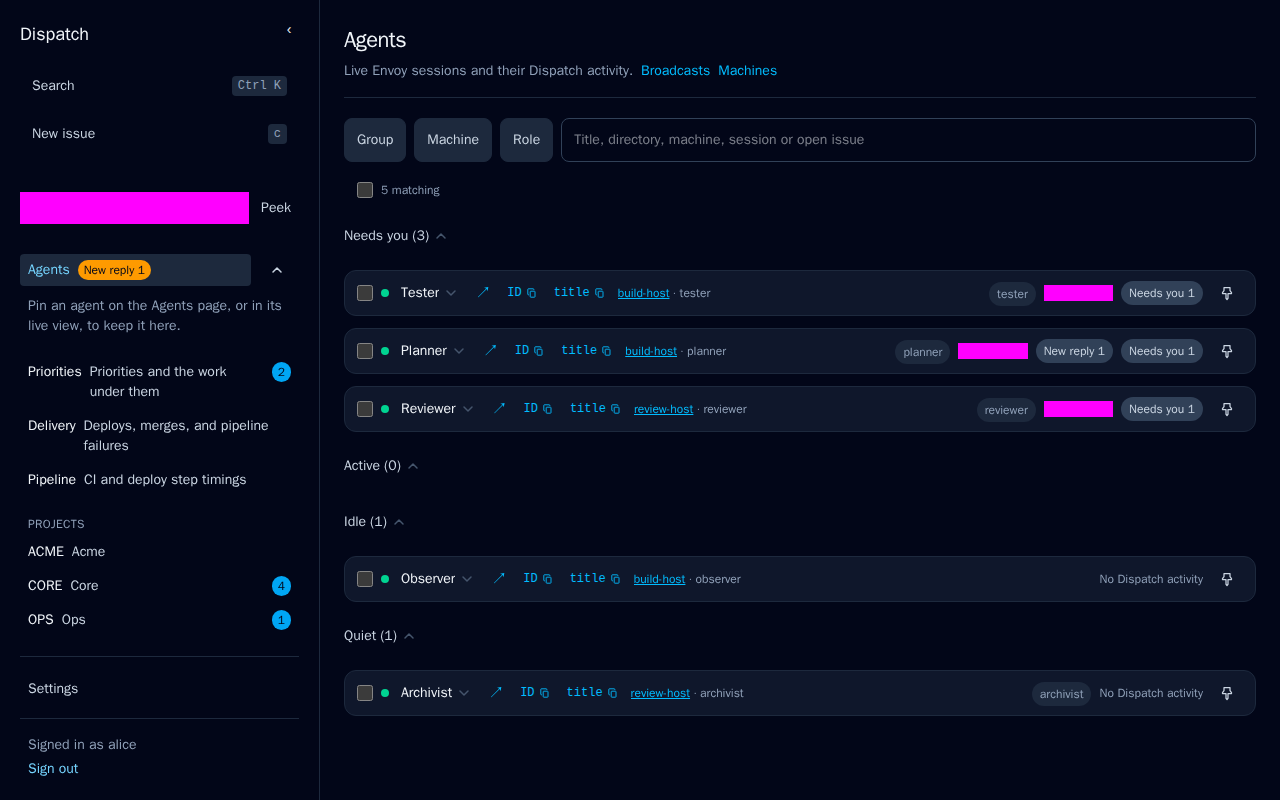 Dispatch
Search Ctrl K
New issue c
Peek
Agents New reply 1
Pin an agent on the Agents page, or in its
live view, to keep it here.
Priorities Priorities and the work
under them 2
Delivery Deploys, merges, and pipeline
failures
Pipeline CI and deploy step timings
PROJECTS
ACME Acme
CORE Core 4
OPS Ops 1
Settings
Signed in as alice
Sign out
Agents
Live Envoy sessions and their Dispatch activity. Broadcasts Machines
Group Machine Role Title, directory, machine, session or open issue
5 matching
Needs you (3)
Tester ID title build-host · tester tester Needs you 1
Planner ID title build-host · planner planner New reply 1 Needs you 1
Reviewer ID title review-host · reviewer reviewer Needs you 1
Active (0)
Idle (1)
Observer ID title build-host · observer No Dispatch activity
Quiet (1)
Archivist ID title review-host · archivist archivist No Dispatch activity